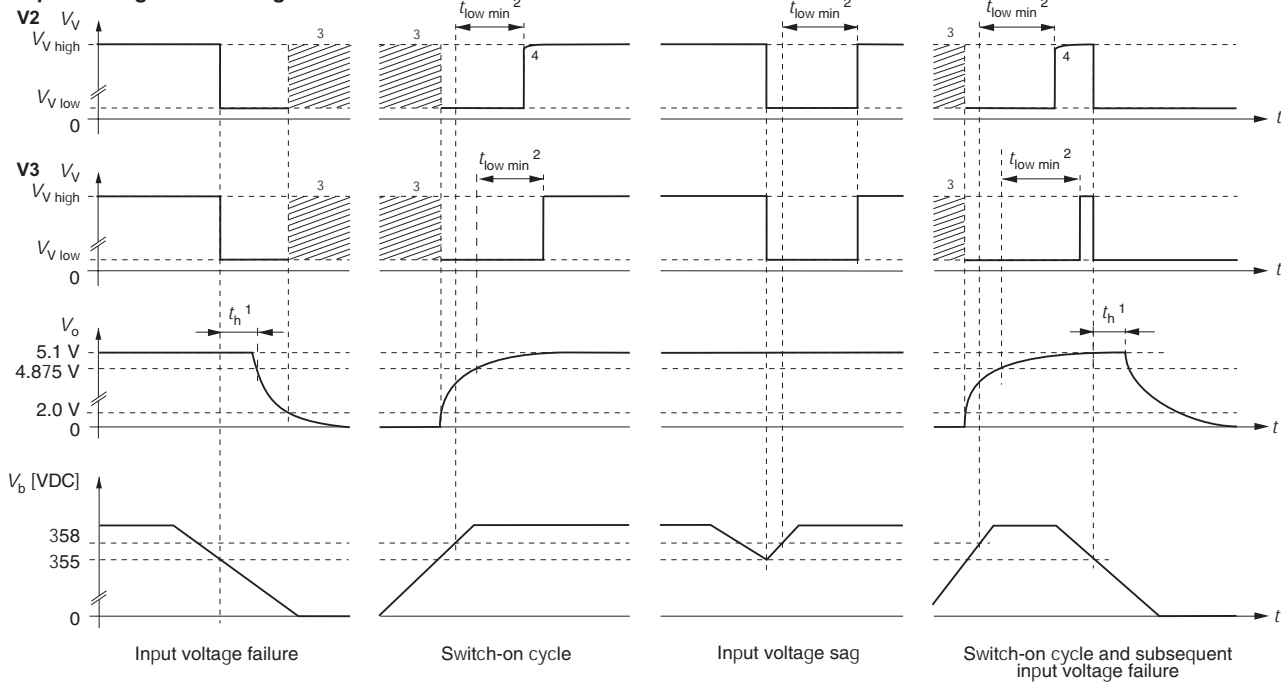 V2
V_V
V_V high
V_V low
0
3
3
t_low min ²
4
t_low min ²
3
t_low min ²
4
t
V3
V_V
V_V high
V_V low
0
3
3
t_low min ²
3
t_low min ²
t
V_o
5.1 V
4.875 V
2.0 V
0
t_h ¹
t_h ¹
t
V_b [VDC]
358
355
0
t
Input voltage failure
Switch-on cycle
Input voltage sag
Switch-on cycle and subsequent
input voltage failure